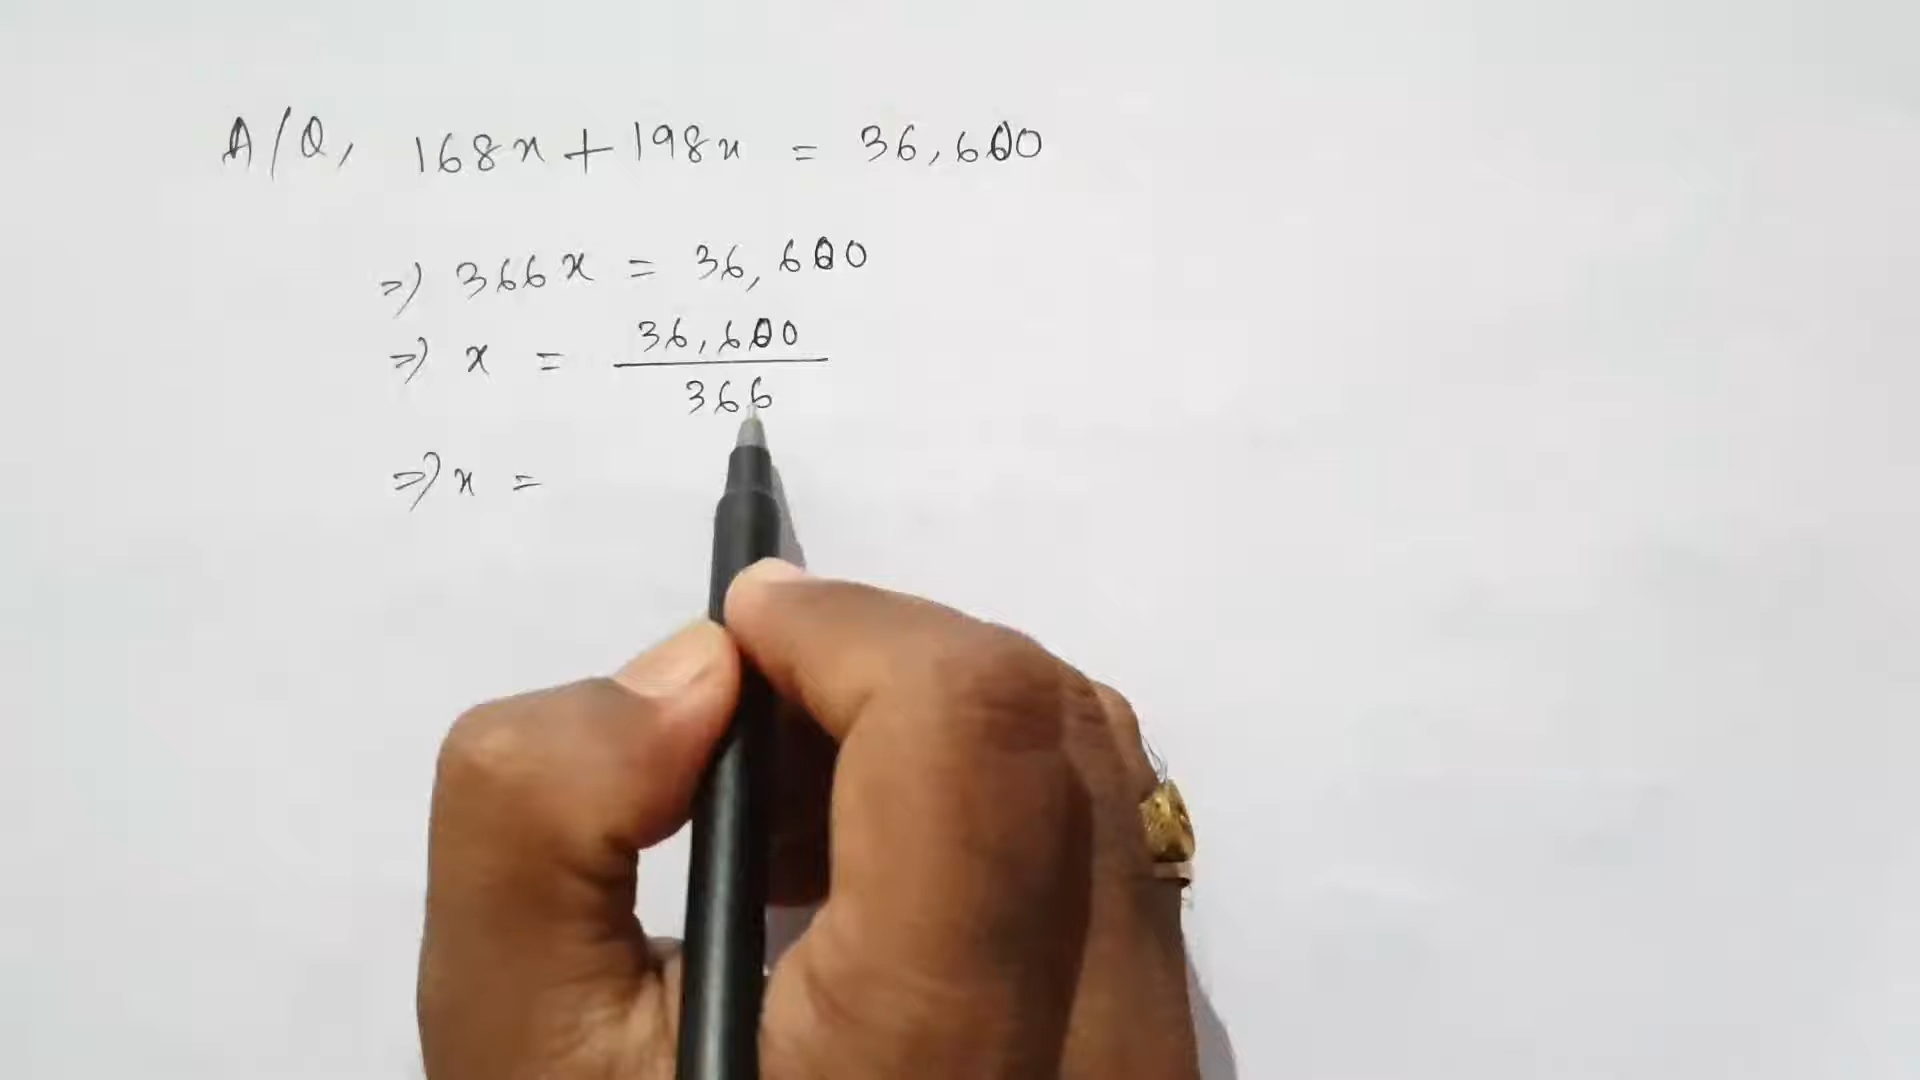 A/Q, 168x + 198x = 36,600
=> 366x = 36,600
=> x = 36,600
366
=> x =